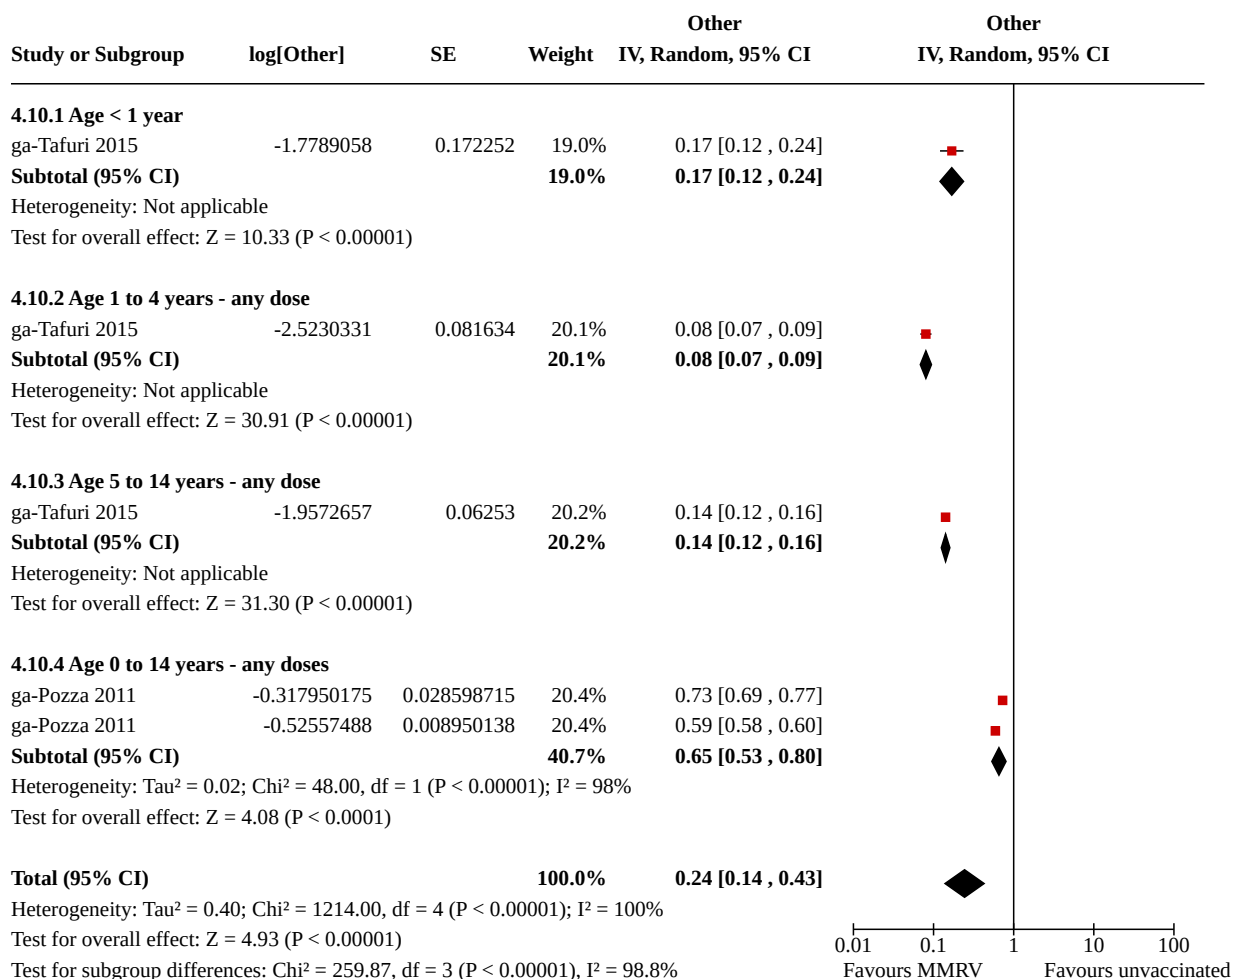 Other Other
Study or Subgroup log[Other] SE Weight IV, Random, 95% CI IV, Random, 95% CI
4.10.1 Age < 1 year
ga-Tafuri 2015 -1.7789058 0.172252 19.0% 0.17 [0.12 , 0.24]
Subtotal (95% CI) 19.0% 0.17 [0.12 , 0.24]
Heterogeneity: Not applicable
Test for overall effect: Z = 10.33 (P < 0.00001)
4.10.2 Age 1 to 4 years - any dose
ga-Tafuri 2015 -2.5230331 0.081634 20.1% 0.08 [0.07 , 0.09]
Subtotal (95% CI) 20.1% 0.08 [0.07 , 0.09]
Heterogeneity: Not applicable
Test for overall effect: Z = 30.91 (P < 0.00001)
4.10.3 Age 5 to 14 years - any dose
ga-Tafuri 2015 -1.9572657 0.06253 20.2% 0.14 [0.12 , 0.16]
Subtotal (95% CI) 20.2% 0.14 [0.12 , 0.16]
Heterogeneity: Not applicable
Test for overall effect: Z = 31.30 (P < 0.00001)
4.10.4 Age 0 to 14 years - any doses
ga-Pozza 2011 -0.317950175 0.028598715 20.4% 0.73 [0.69 , 0.77]
ga-Pozza 2011 -0.52557488 0.008950138 20.4% 0.59 [0.58 , 0.60]
Subtotal (95% CI) 40.7% 0.65 [0.53 , 0.80]
Heterogeneity: Tau² = 0.02; Chi² = 48.00, df = 1 (P < 0.00001); I² = 98%
Test for overall effect: Z = 4.08 (P < 0.0001)
Total (95% CI) 100.0% 0.24 [0.14 , 0.43]
Heterogeneity: Tau² = 0.40; Chi² = 1214.00, df = 4 (P < 0.00001); I² = 100%
Test for overall effect: Z = 4.93 (P < 0.00001) 0.01 0.1 1 10 100
Test for subgroup differences: Chi² = 259.87, df = 3 (P < 0.00001), I² = 98.8% Favours MMRV Favours unvaccinated